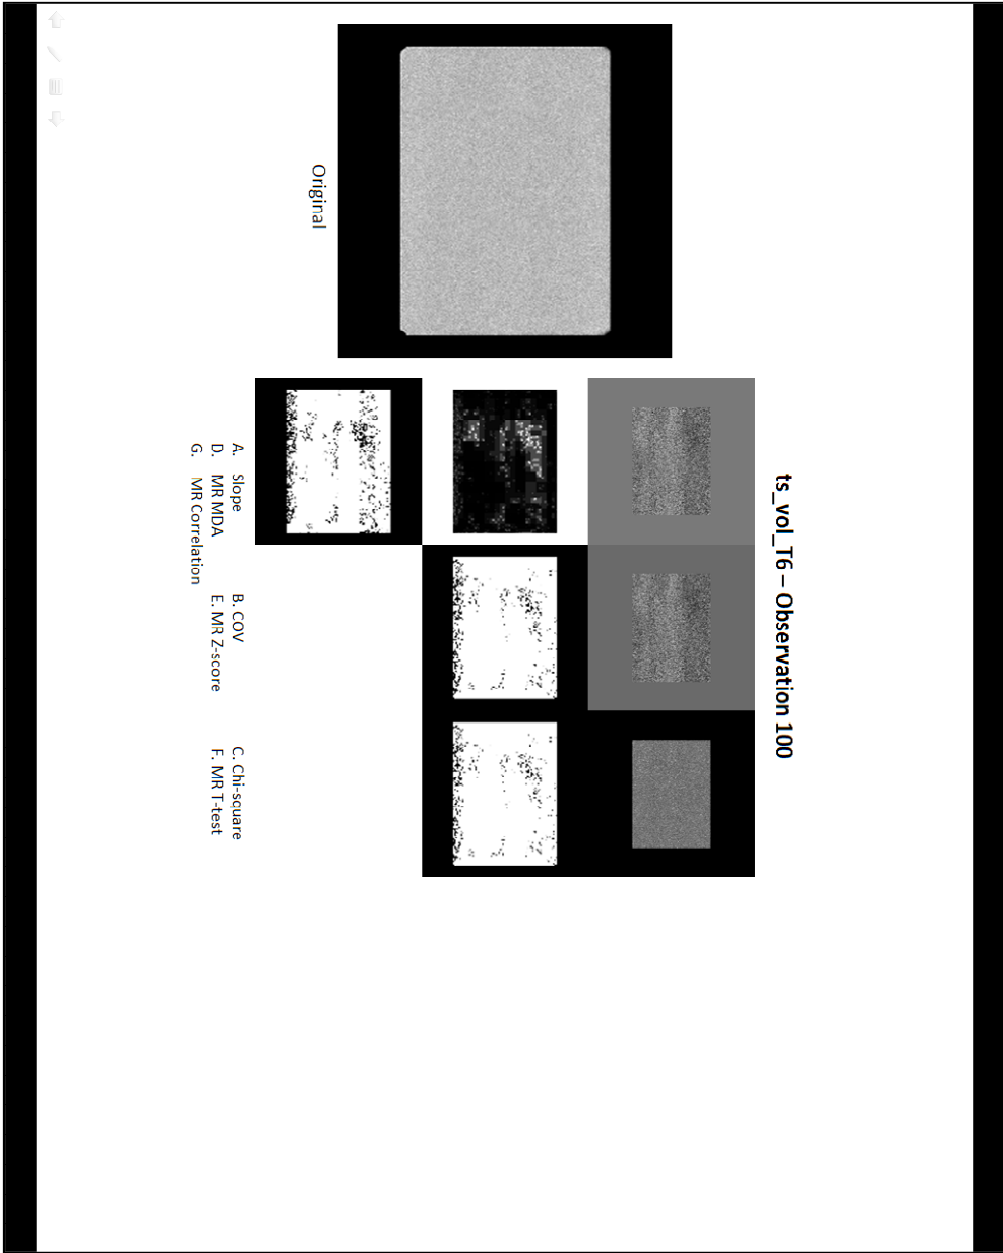 ts_vol_T6 – Observation 100
Original
A. Slope B. COV C. Chi-square
D. MR MDA E. MR Z-score F. MR T-test
G. MR Correlation